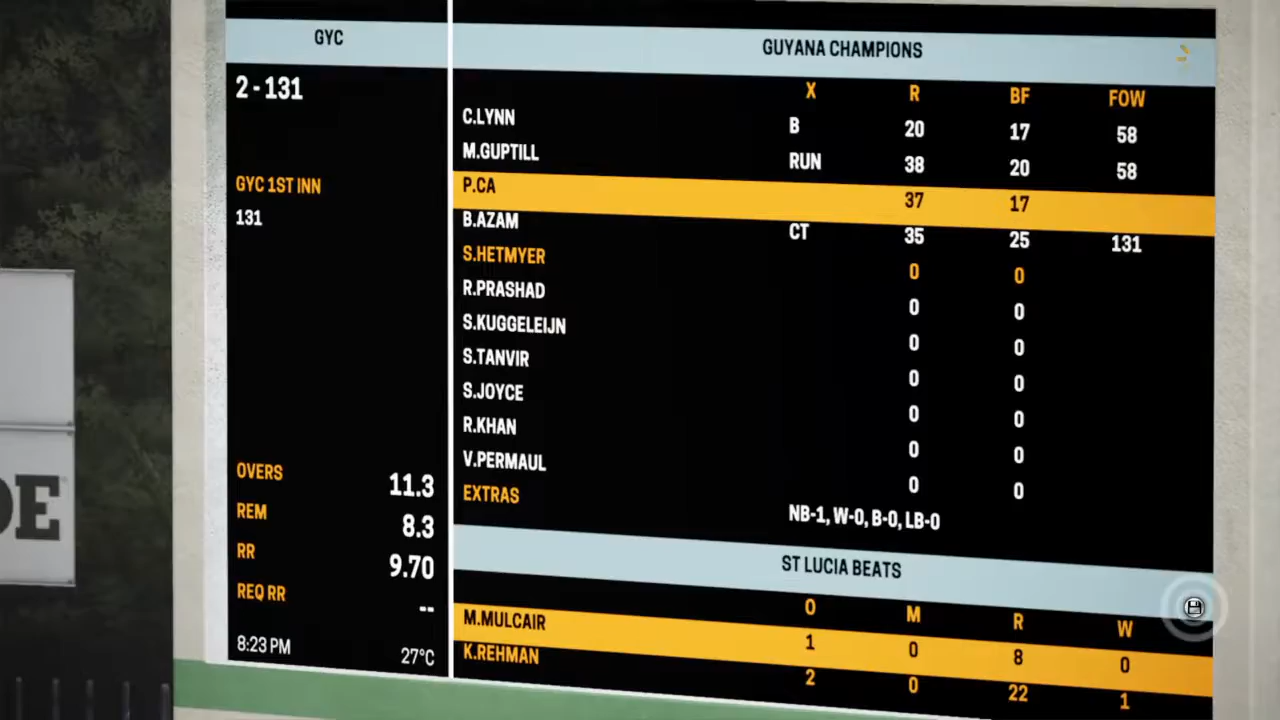 GYC
2 - 131
GYC 1ST INN
131
OVERS 11.3
REM 8.3
RR 9.70
REQ RR --
8:23 PM 27°C
GUYANA CHAMPIONS
X R BF FOW
C.LYNN B 20 17 58
M.GUPTILL RUN 38 20 58
P.CA 37 17
B.AZAM CT 35 25 131
S.HETMYER 0 0
R.PRASHAD 0 0
S.KUGGELEIJN 0 0
S.TANVIR 0 0
S.JOYCE 0 0
R.KHAN 0 0
V.PERMAUL 0 0
EXTRAS NB-1, W-0, B-0, LB-0
ST LUCIA BEATS
O M R W
M.MULCAIR 1 0 8 0
K.REHMAN 2 0 22 1